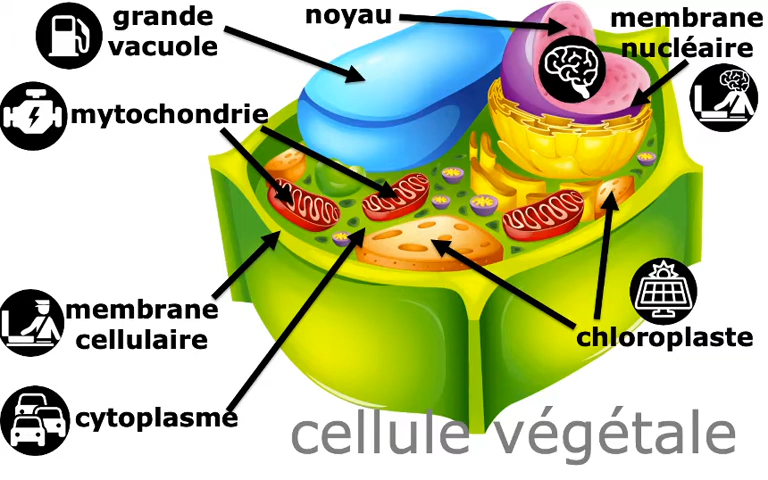 grande
vacuole
noyau
membrane
nucléaire
mytochondrie
membrane
cellulaire
chloroplaste
cytoplasme
cellule végétale